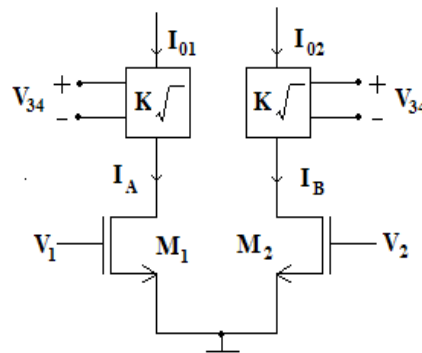 I01 I02
+ K√ K√ +
V34 V34
- -
IA IB
V1 M1 M2 V2